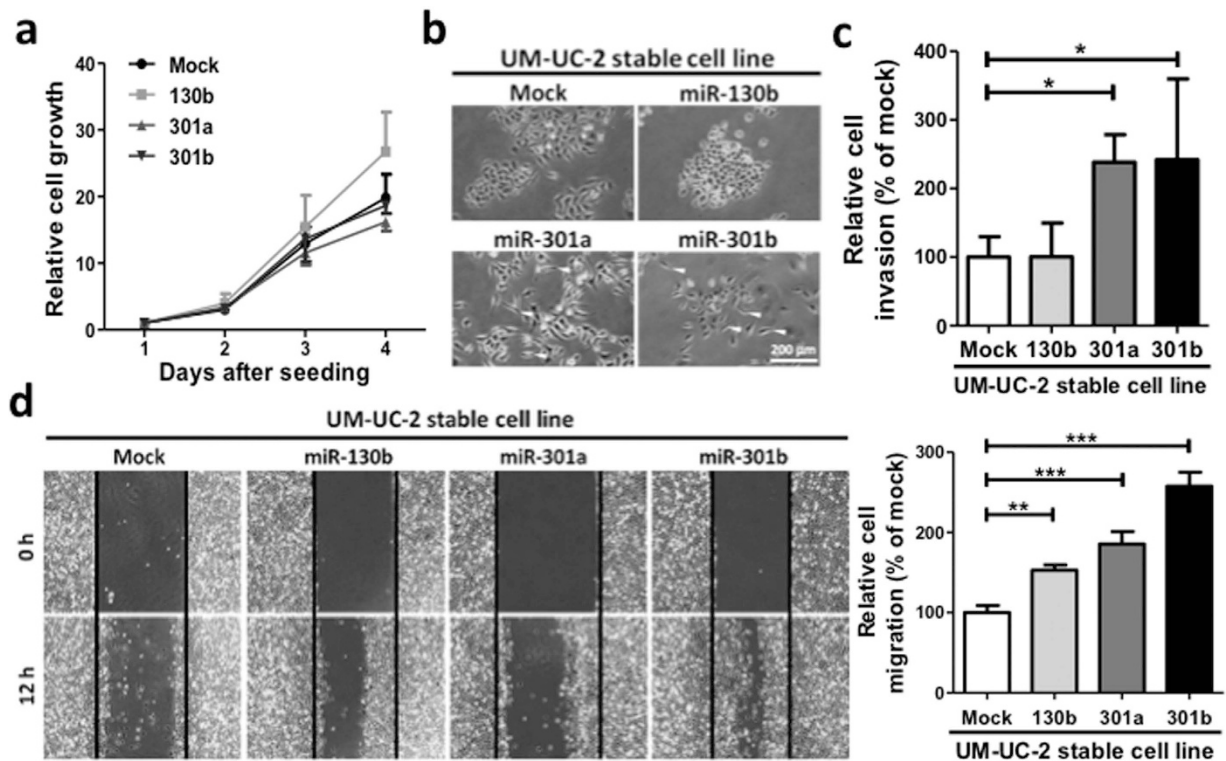 a
40
30
20
10
0
Relative cell growth
Mock
130b
301a
301b
1 2 3 4
Days after seeding
b
UM-UC-2 stable cell line
Mock miR-130b
miR-301a miR-301b
200 μm
c
400
300
200
100
0
Relative cell
invasion (% of mock)
*
*
Mock 130b 301a 301b
UM-UC-2 stable cell line
d
UM-UC-2 stable cell line
Mock miR-130b miR-301a miR-301b
0 h
12 h
300
200
100
0
Relative cell
migration (% of mock)
***
***
**
Mock 130b 301a 301b
UM-UC-2 stable cell line